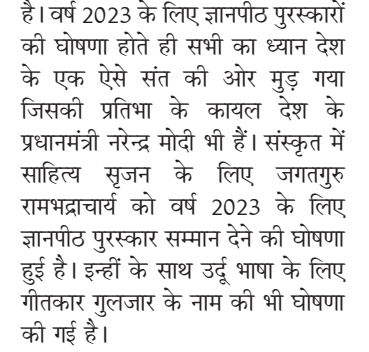 है। वर्ष 2023 के लिए ज्ञानपीठ पुरस्कारों
की घोषणा होते ही सभी का ध्यान देश
के एक ऐसे संत की ओर मुड़ गया
जिसकी प्रतिभा के कायल देश के
प्रधानमंत्री नरेन्द्र मोदी भी हैं। संस्कृत में
साहित्य सृजन के लिए जगतगुरु
रामभद्राचार्य को वर्ष 2023 के लिए
ज्ञानपीठ पुरस्कार सम्मान देने की घोषणा
हुई है। इन्हीं के साथ उर्दू भाषा के लिए
गीतकार गुलजार के नाम की भी घोषणा
की गई है।